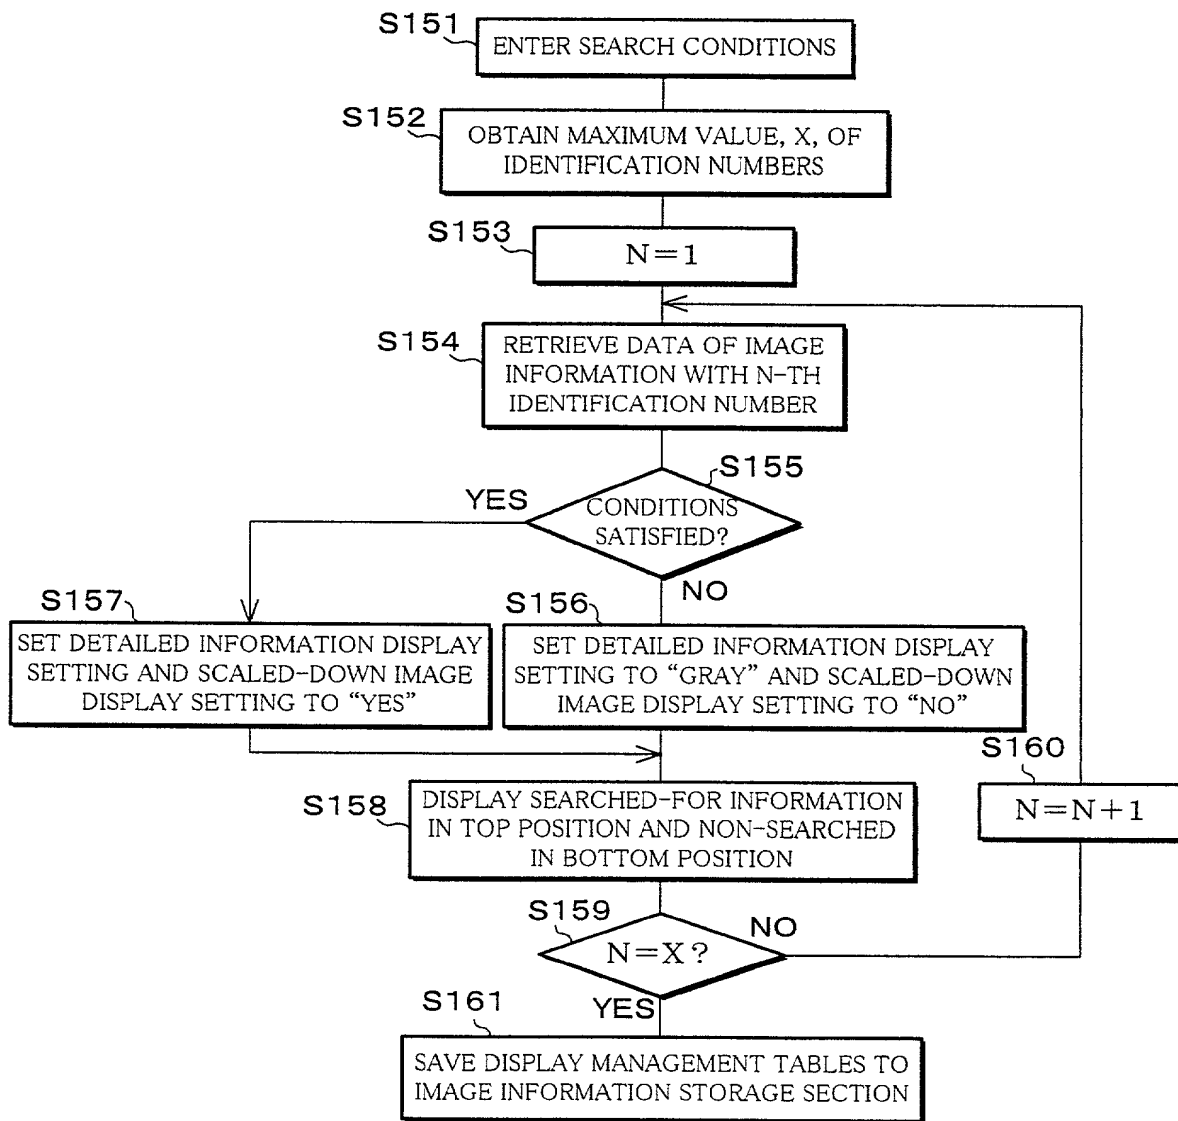 S151
ENTER SEARCH CONDITIONS
S152
OBTAIN MAXIMUM VALUE, X, OF
IDENTIFICATION NUMBERS
S153
N=1
S154
RETRIEVE DATA OF IMAGE
INFORMATION WITH N-TH
IDENTIFICATION NUMBER
S155
YES
CONDITIONS
SATISFIED?
NO
S157
SET DETAILED INFORMATION DISPLAY
SETTING AND SCALED-DOWN IMAGE
DISPLAY SETTING TO “YES”
S156
SET DETAILED INFORMATION DISPLAY
SETTING TO “GRAY” AND SCALED-DOWN
IMAGE DISPLAY SETTING TO “NO”
S160
N=N+1
S158
DISPLAY SEARCHED-FOR INFORMATION
IN TOP POSITION AND NON-SEARCHED
IN BOTTOM POSITION
S159
N=X?
NO
YES
S161
SAVE DISPLAY MANAGEMENT TABLES TO
IMAGE INFORMATION STORAGE SECTION